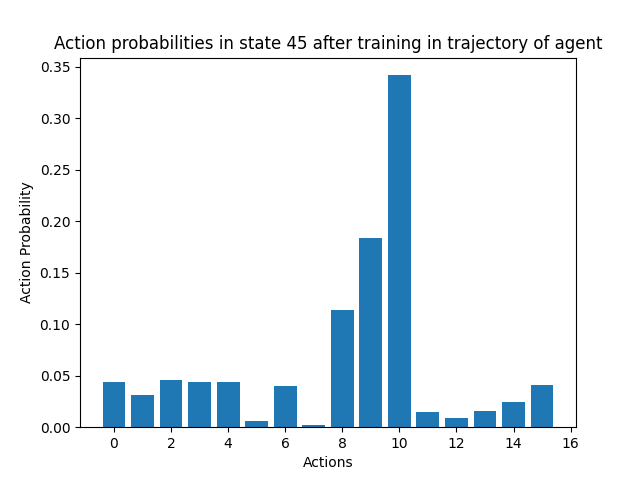 Action probabilities in state 45 after training in trajectory of agent
0.35
0.30
0.25
0.20
0.15
0.10
0.05
0.00
Action Probability
0 2 4 6 8 10 12 14 16
Actions